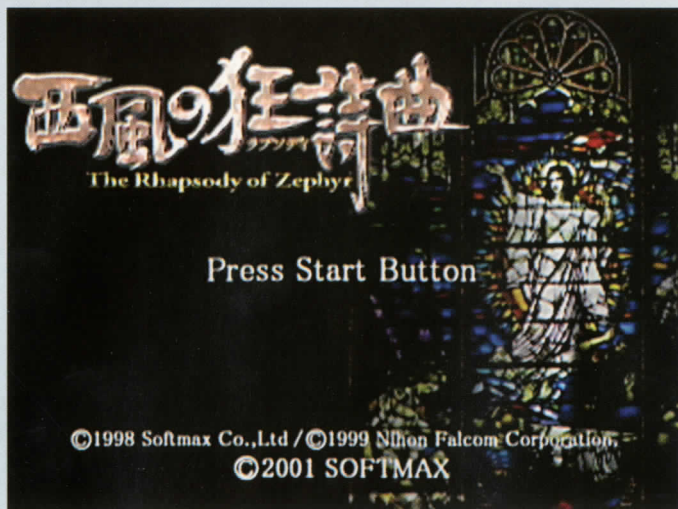 西風の狂詩曲
ラプソディ
The Rhapsody of Zephyr
Press Start Button
©1998 Softmax Co.,Ltd /©1999 Nihon Falcom Corporation.
©2001 SOFTMAX